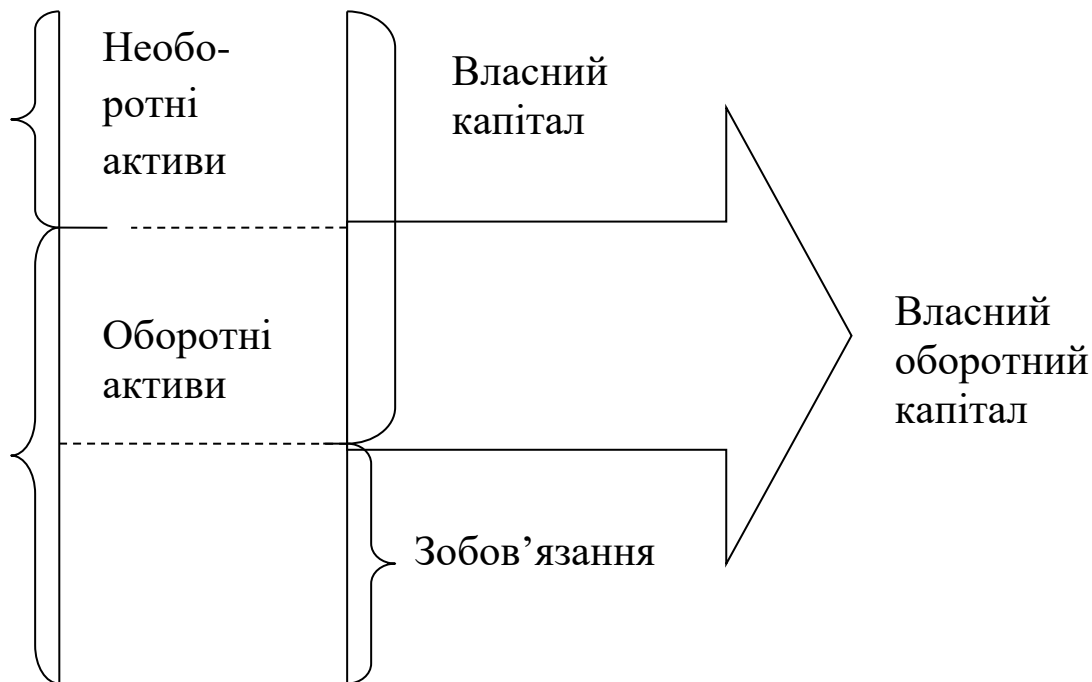 Необо-
ротні
активи
Власний
капітал
Оборотні
активи
Власний
оборотний
капітал
Зобов’язання